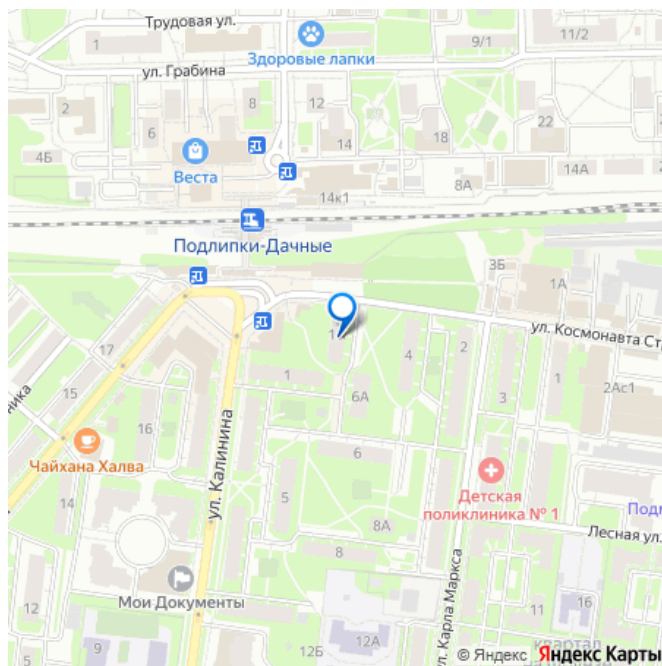 Трудовая ул.
1
9/1
11/2
Здоровые лапки
ул. Грабина
2
8
12
6
18
22
14
4Б
Веста
14А
8А
14к1
Подлипки-Дачные
3Б
1А
ул. Космонавта Ст
17
2
4
15
1
1
3
2Ас1
6А
16
Чайхана Халва
ул. Калинина
6
14
5
Детская
поликлиника № 1
Подм
8А
Лесная ул.
8
Мои Документы
ул. Карла Маркса
12
9
12Б
12А
11
16
квартал
© Яндекс Яндекс Карты